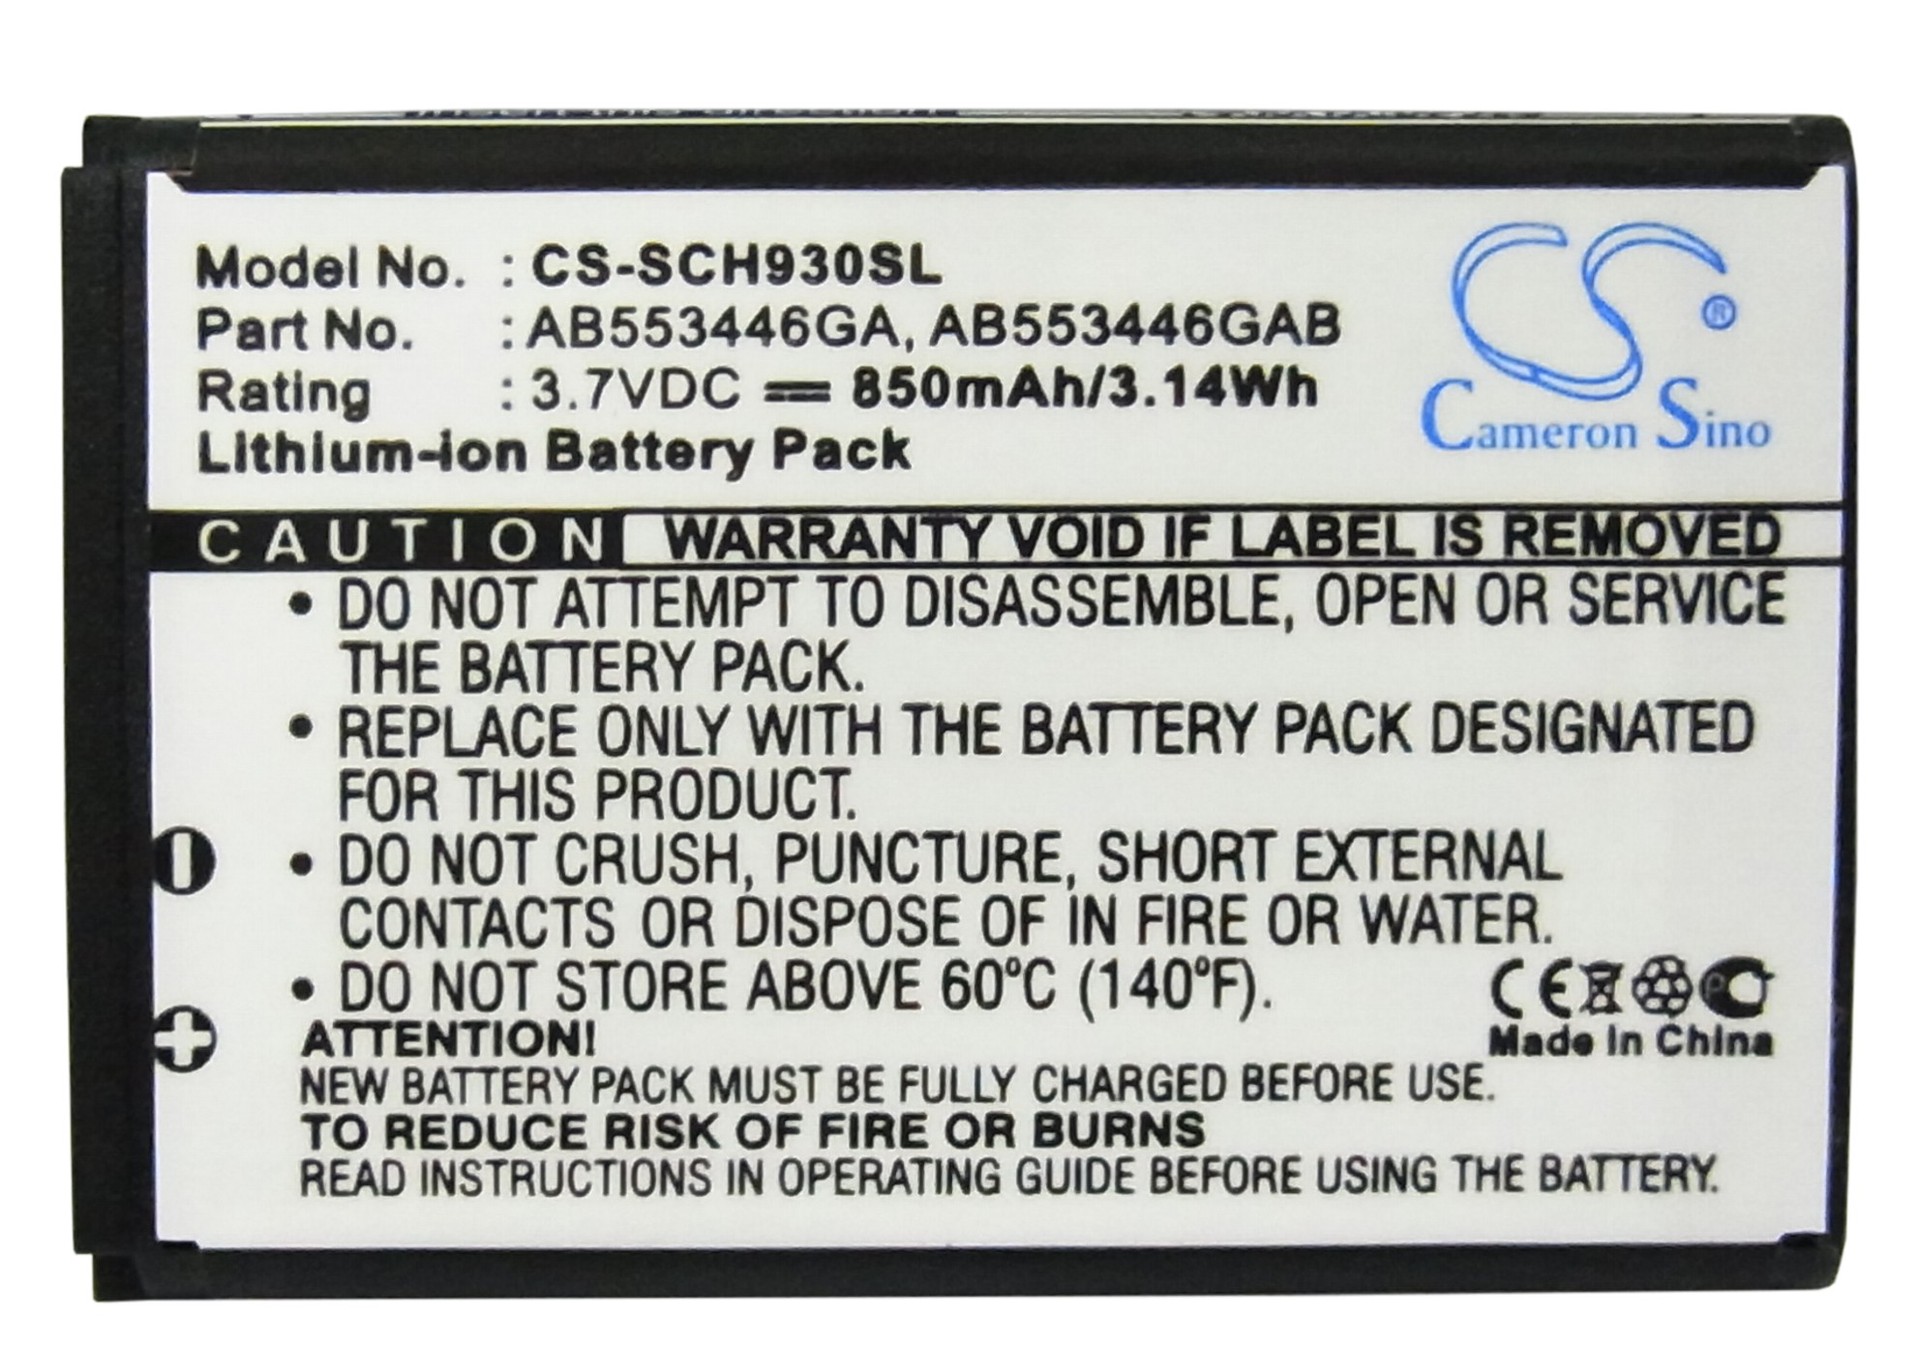 Insert this direction
Model No. : CS-SCH930SL
Part No. : AB553446GA, AB553446GAB
Rating : 3.7VDC 850mAh/3.14Wh
Lithium-ion Battery Pack
CS ®
Cameron Sino
CAUTION WARRANTY VOID IF LABEL IS REMOVED
• DO NOT ATTEMPT TO DISASSEMBLE, OPEN OR SERVICE
THE BATTERY PACK.
• REPLACE ONLY WITH THE BATTERY PACK DESIGNATED
FOR THIS PRODUCT.
• DO NOT CRUSH, PUNCTURE, SHORT EXTERNAL
CONTACTS OR DISPOSE OF IN FIRE OR WATER.
• DO NOT STORE ABOVE 60°C (140°F).
CE
Made in China
ATTENTION!
NEW BATTERY PACK MUST BE FULLY CHARGED BEFORE USE.
TO REDUCE RISK OF FIRE OR BURNS
READ INSTRUCTIONS IN OPERATING GUIDE BEFORE USING THE BATTERY.